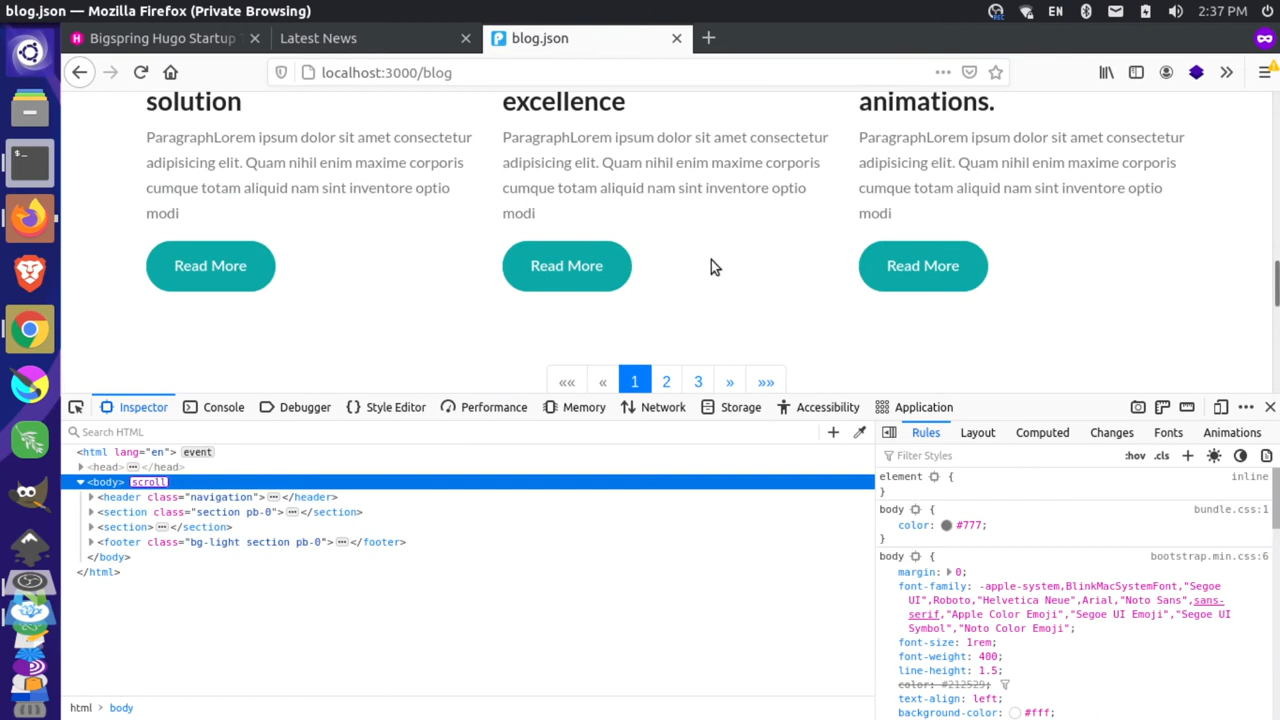 blog.json — Mozilla Firefox (Private Browsing)
EN
2:37 PM
Bigspring Hugo Startup T
Latest News
blog.json
localhost:3000/blog
solution
excellence
animations.
ParagraphLorem ipsum dolor sit amet consectetur
adipisicing elit. Quam nihil enim maxime corporis
cumque totam aliquid nam sint inventore optio
modi
ParagraphLorem ipsum dolor sit amet consectetur
adipisicing elit. Quam nihil enim maxime corporis
cumque totam aliquid nam sint inventore optio
modi
ParagraphLorem ipsum dolor sit amet consectetur
adipisicing elit. Quam nihil enim maxime corporis
cumque totam aliquid nam sint inventore optio
modi
Read More
Read More
Read More
«« « 1 2 3 » »»
Inspector
Console
Debugger
Style Editor
Performance
Memory
Network
Storage
Accessibility
Application
Search HTML
<html lang="en"> event
<head> ••• </head>
<body> scroll
<header class="navigation"> ••• </header>
<section class="section pb-0"> ••• </section>
<section> ••• </section>
<footer class="bg-light section pb-0"> ••• </footer>
</body>
</html>
html
body
Rules
Layout
Computed
Changes
Fonts
Animations
Filter Styles
:hov
.cls
element {
inline
}
body {
bundle.css:1
color: #777;
}
body {
bootstrap.min.css:6
margin: 0;
font-family: -apple-system,BlinkMacSystemFont,"Segoe
UI",Roboto,"Helvetica Neue",Arial,"Noto Sans",sans-
serif,"Apple Color Emoji","Segoe UI Emoji","Segoe UI
Symbol","Noto Color Emoji";
font-size: 1rem;
font-weight: 400;
line-height: 1.5;
color: #212529;
text-align: left;
background-color: #fff;